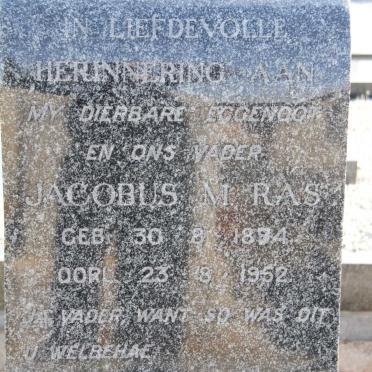 IN LIEFDEVOLLE
HERINNERING AAN
MY DIERBARE EGGENOOT
EN ONS VADER
JACOBUS M RAS
GEB. 30 8 1894
OORL. 23 8 1952
JA VADER WANT SO WAS DIT
U WELBEHAE